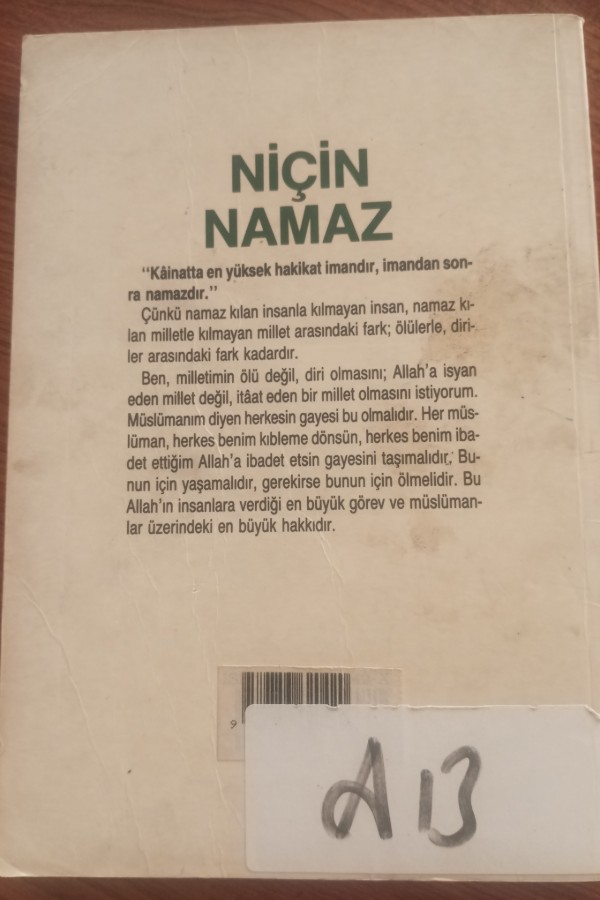 NİÇİN
NAMAZ
"Kâinatta en yüksek hakikat imandır, imandan son-
ra namazdır."
Çünkü namaz kılan insanla kılmayan insan, namaz kı-
lan milletle kılmayan millet arasındaki fark; ölülerle, diri-
ler arasındaki fark kadardır.
Ben, milletimin ölü değil, diri olmasını; Allah'a isyan
eden millet değil, itâat eden bir millet olmasını istiyorum.
Müslümanım diyen herkesin gayesi bu olmalıdır. Her müs-
lüman, herkes benim kıbleme dönsün, herkes benim iba-
det ettiğim Allah'a ibadet etsin gayesini taşımalıdır. Bu-
nun için yaşamalıdır, gerekirse bunun için ölmelidir. Bu
Allah'ın insanlara verdiği en büyük görev ve müslüman-
lar üzerindeki en büyük hakkıdır.
9
A13